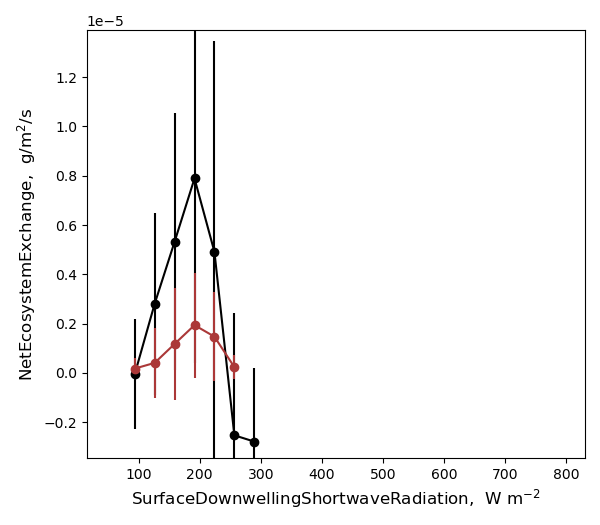 1e−5
1.2
1.0
0.8
0.6
0.4
0.2
0.0
−0.2
NetEcosystemExchange,  g/m²/s
100 200 300 400 500 600 700 800
SurfaceDownwellingShortwaveRadiation,  W m⁻²